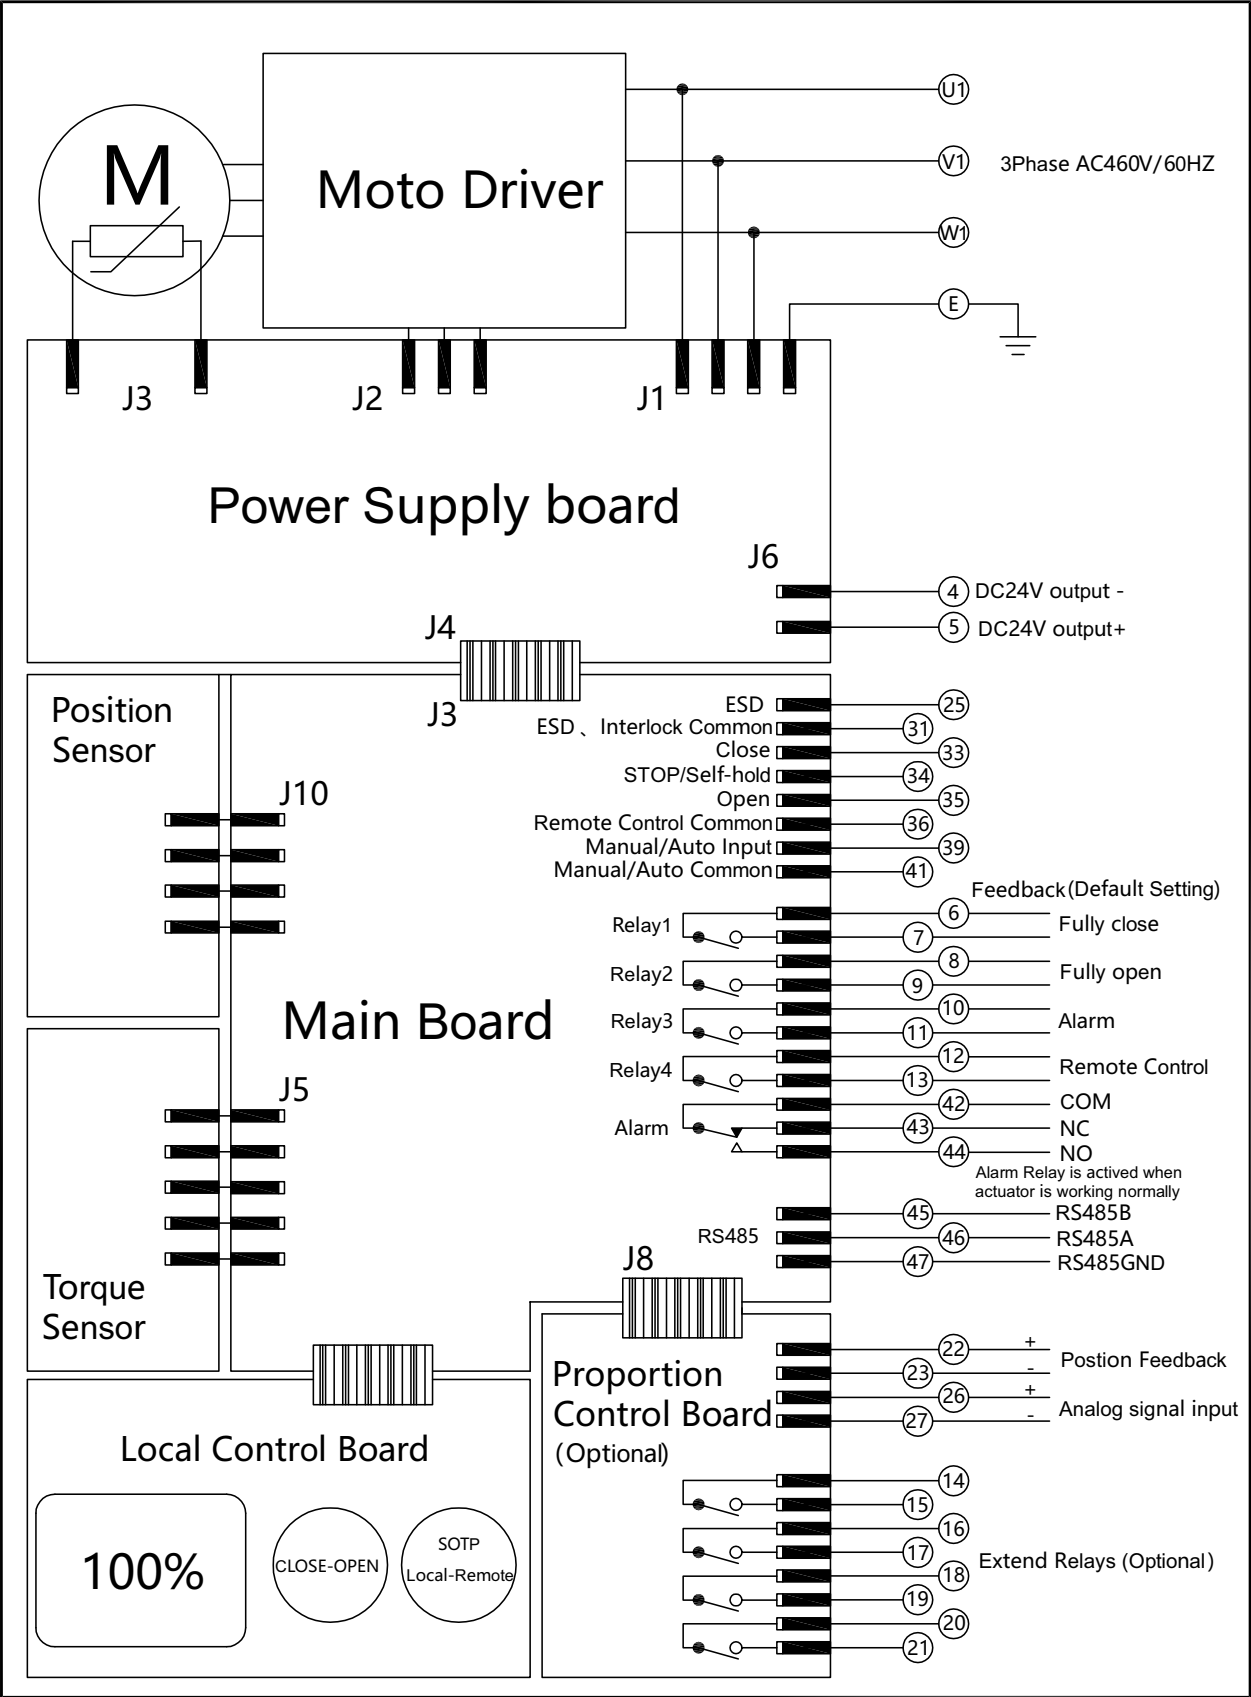 U1
M
Moto Driver
V1
3Phase AC460V/60HZ
W1
E
J3
J2
J1
Power Supply board
J6
4 DC24V output -
5 DC24V output+
J4
Position
Sensor
J3
ESD 25
ESD 、Interlock Common 31
Close 33
STOP/Self-hold 34
J10
Open 35
Remote Control Common 36
Manual/Auto Input 39
Manual/Auto Common 41
Feedback(Default Setting)
Relay1 6
7 Fully close
Relay2 8
9 Fully open
Main Board
Relay3 10
11 Alarm
Relay4 12
13 Remote Control
J5
42 COM
Alarm 43 NC
44 NO
Alarm Relay is actived when
actuator is working normally
45 RS485B
RS485 46 RS485A
47 RS485GND
J8
Torque
Sensor
22 + Postion Feedback
23 -
26 + Analog signal input
27 -
Proportion
Control Board
(Optional)
Local Control Board
14
15
16
17
Extend Relays (Optional)
18
19
20
21
100%
CLOSE-OPEN
SOTP
Local-Remote